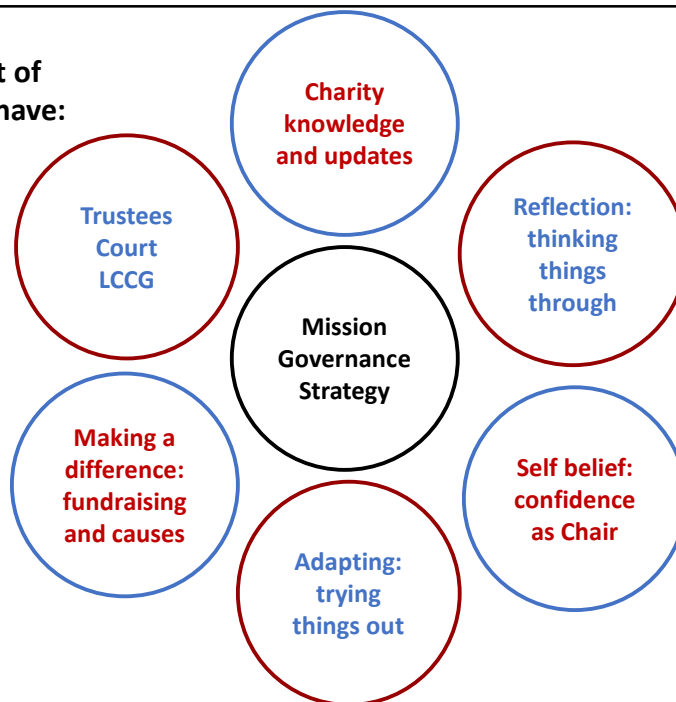 t of
have:
Charity
knowledge
and updates
Trustees
Court
LCCG
Reflection:
thinking
things
through
Mission
Governance
Strategy
Making a
difference:
fundraising
and causes
Self belief:
confidence
as Chair
Adapting:
trying
things out